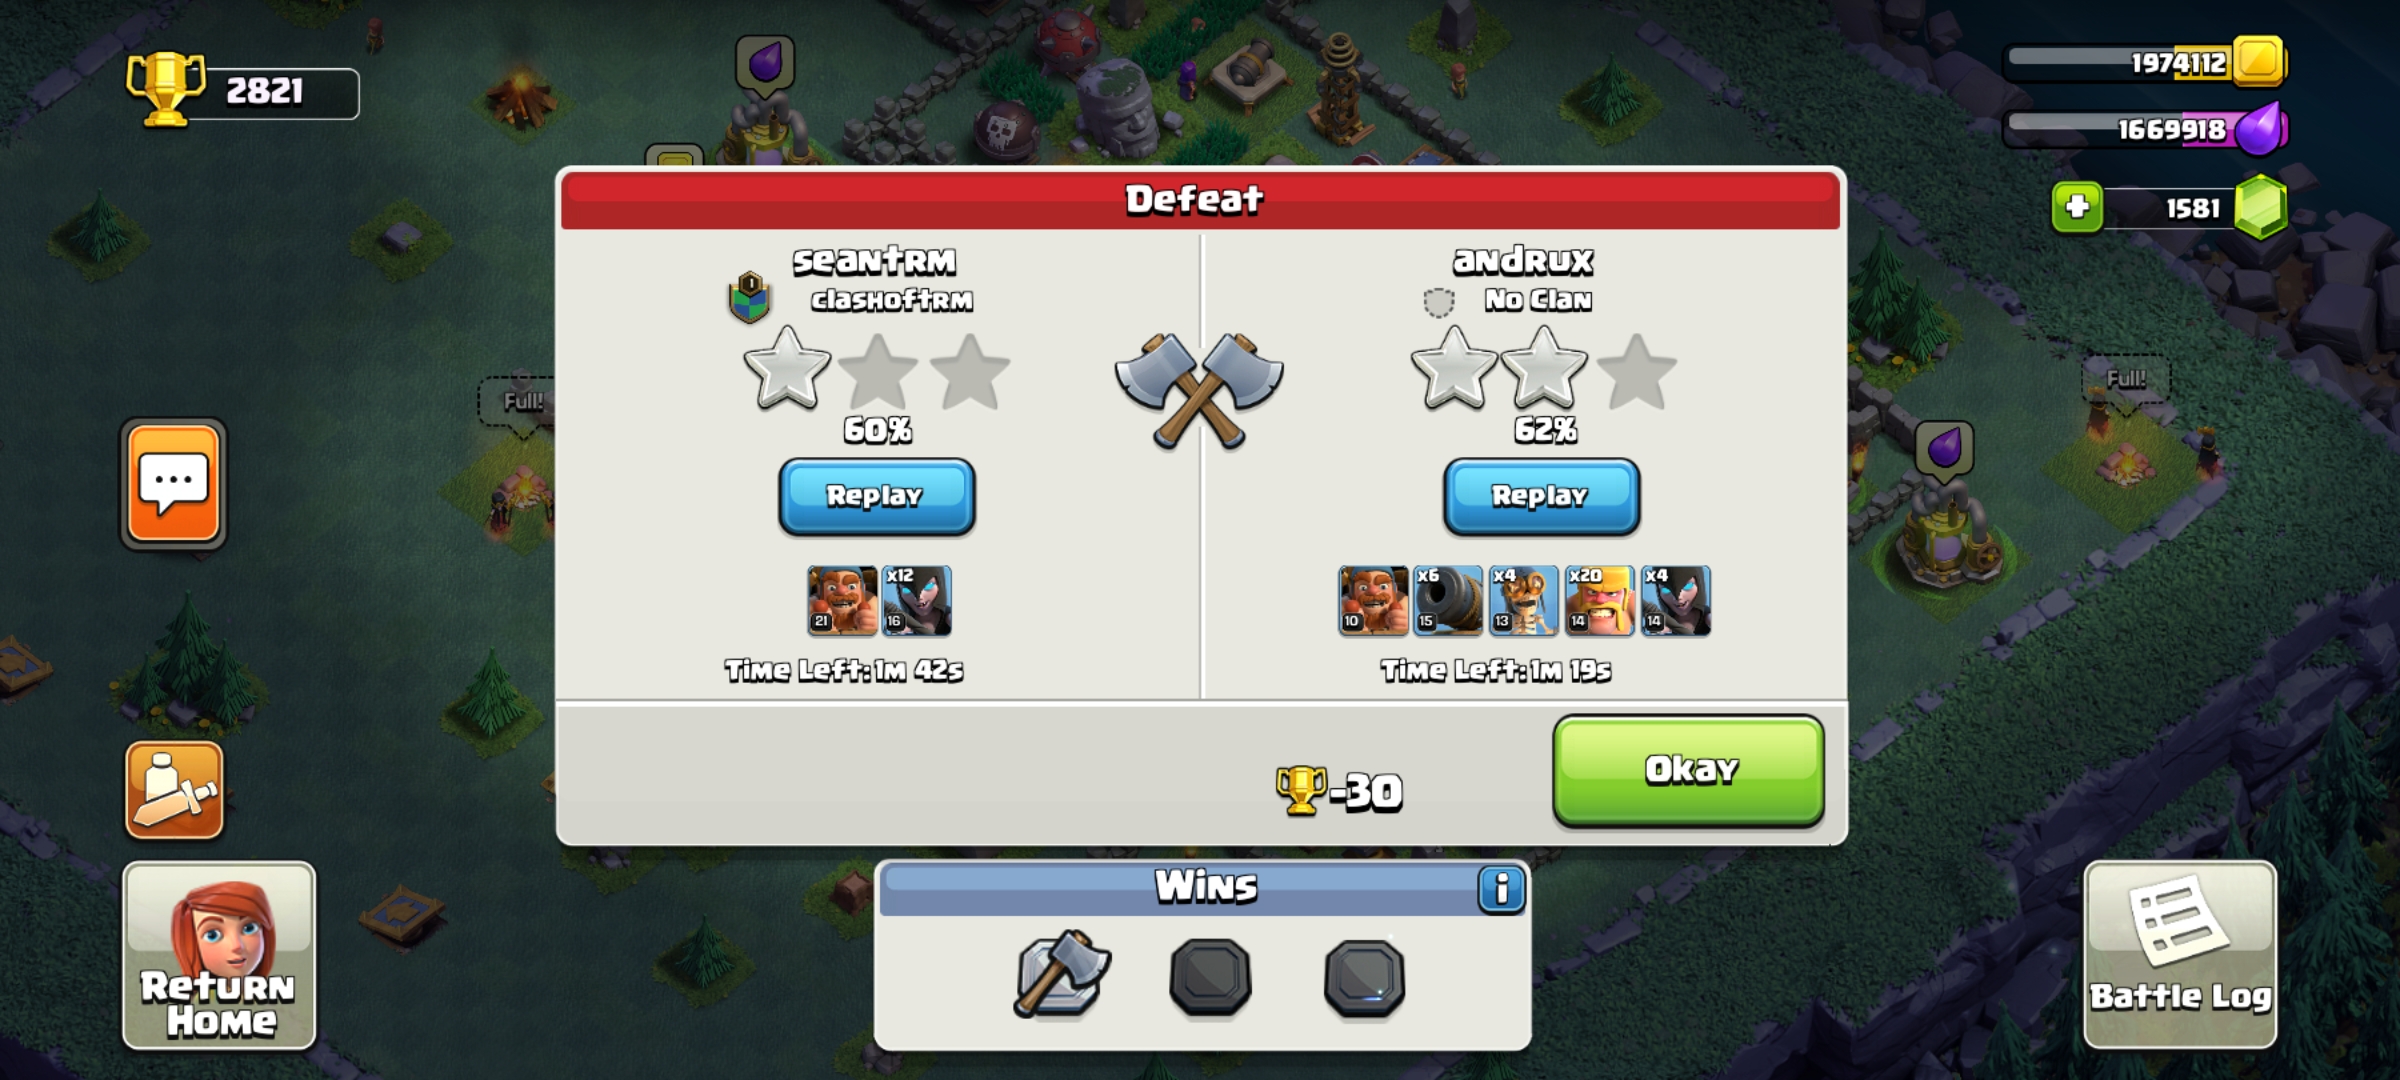 2821
1974112
1669918
1581
Defeat
seantrm
clashoftrm
1
60%
Replay
21
x12
16
Time Left:1m 42s
andrux
No Clan
62%
Replay
10
x6
15
x4
13
x20
14
x4
14
Time Left:1m 19s
Full!
Full!
-30
Okay
Wins
i
Return
Home
Battle Log